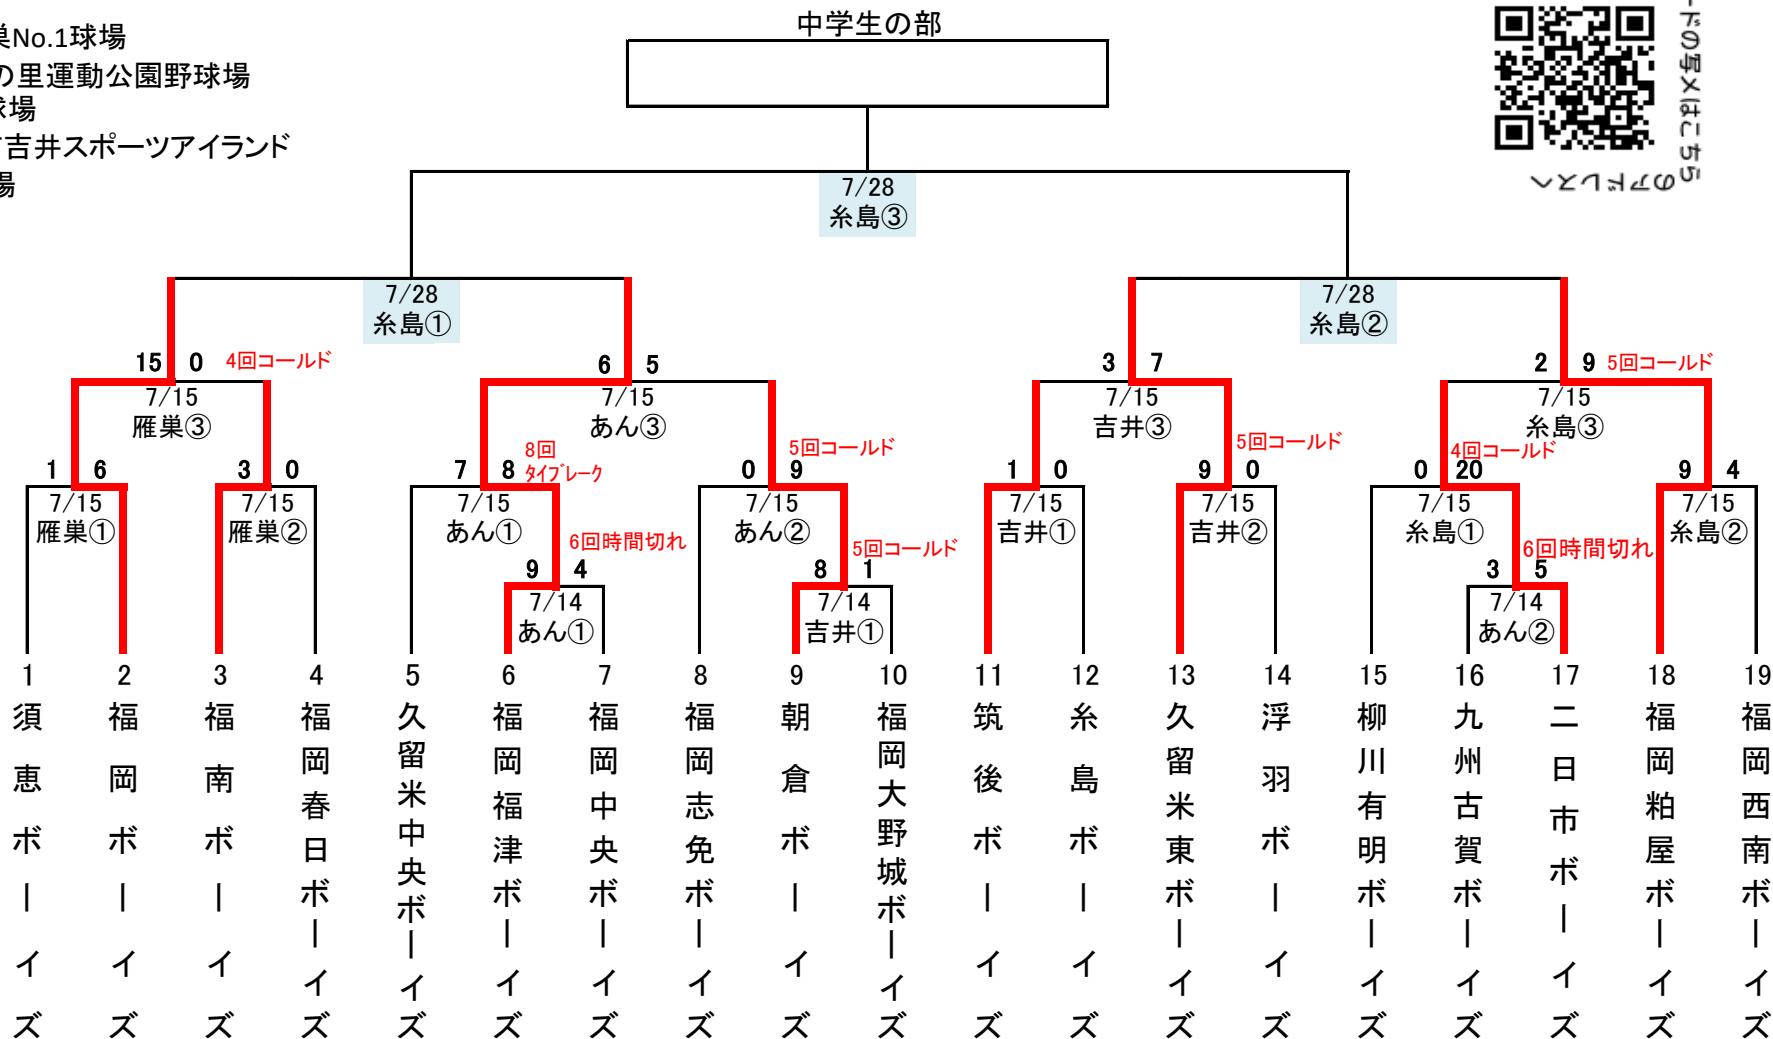 中学生の部
巣No.1球場
の里運動公園野球場
球場
吉井スポーツアイランド
場
ードの写メはこちら
のアドレスへ
7/28
糸島③
7/28
糸島①
7/28
糸島②
15 0 4回コールド
7/15
雁巣③
6 5
7/15
あん③
3 7
7/15
吉井③
2 9 5回コールド
7/15
糸島③
1 6
7/15
雁巣①
3 0
7/15
雁巣②
7 8 8回
タイブレーク
7/15
あん①
0 9 5回コールド
7/15
あん②
1 0
7/15
吉井①
9 0 5回コールド
7/15
吉井②
0 20 4回コールド
7/15
糸島①
9 4
7/15
糸島②
9 4 6回時間切れ
7/14
あん①
8 1 5回コールド
7/14
吉井①
3 5 6回時間切れ
7/14
あん②
1 須恵ボーイズ
2 福岡ボーイズ
3 福南ボーイズ
4 福岡春日ボーイズ
5 久留米中央ボーイズ
6 福岡福津ボーイズ
7 福岡中央ボーイズ
8 福岡志免ボーイズ
9 朝倉ボーイズ
10 福岡大野城ボーイズ
11 筑後ボーイズ
12 糸島ボーイズ
13 久留米東ボーイズ
14 浮羽ボーイズ
15 柳川有明ボーイズ
16 九州古賀ボーイズ
17 二日市ボーイズ
18 福岡粕屋ボーイズ
19 福岡西南ボーイズ